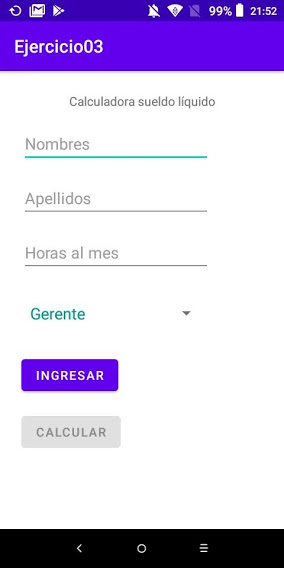 99% 21:52
Ejercicio03
Calculadora sueldo líquido
Nombres
Apellidos
Horas al mes
Gerente
INGRESAR
CALCULAR